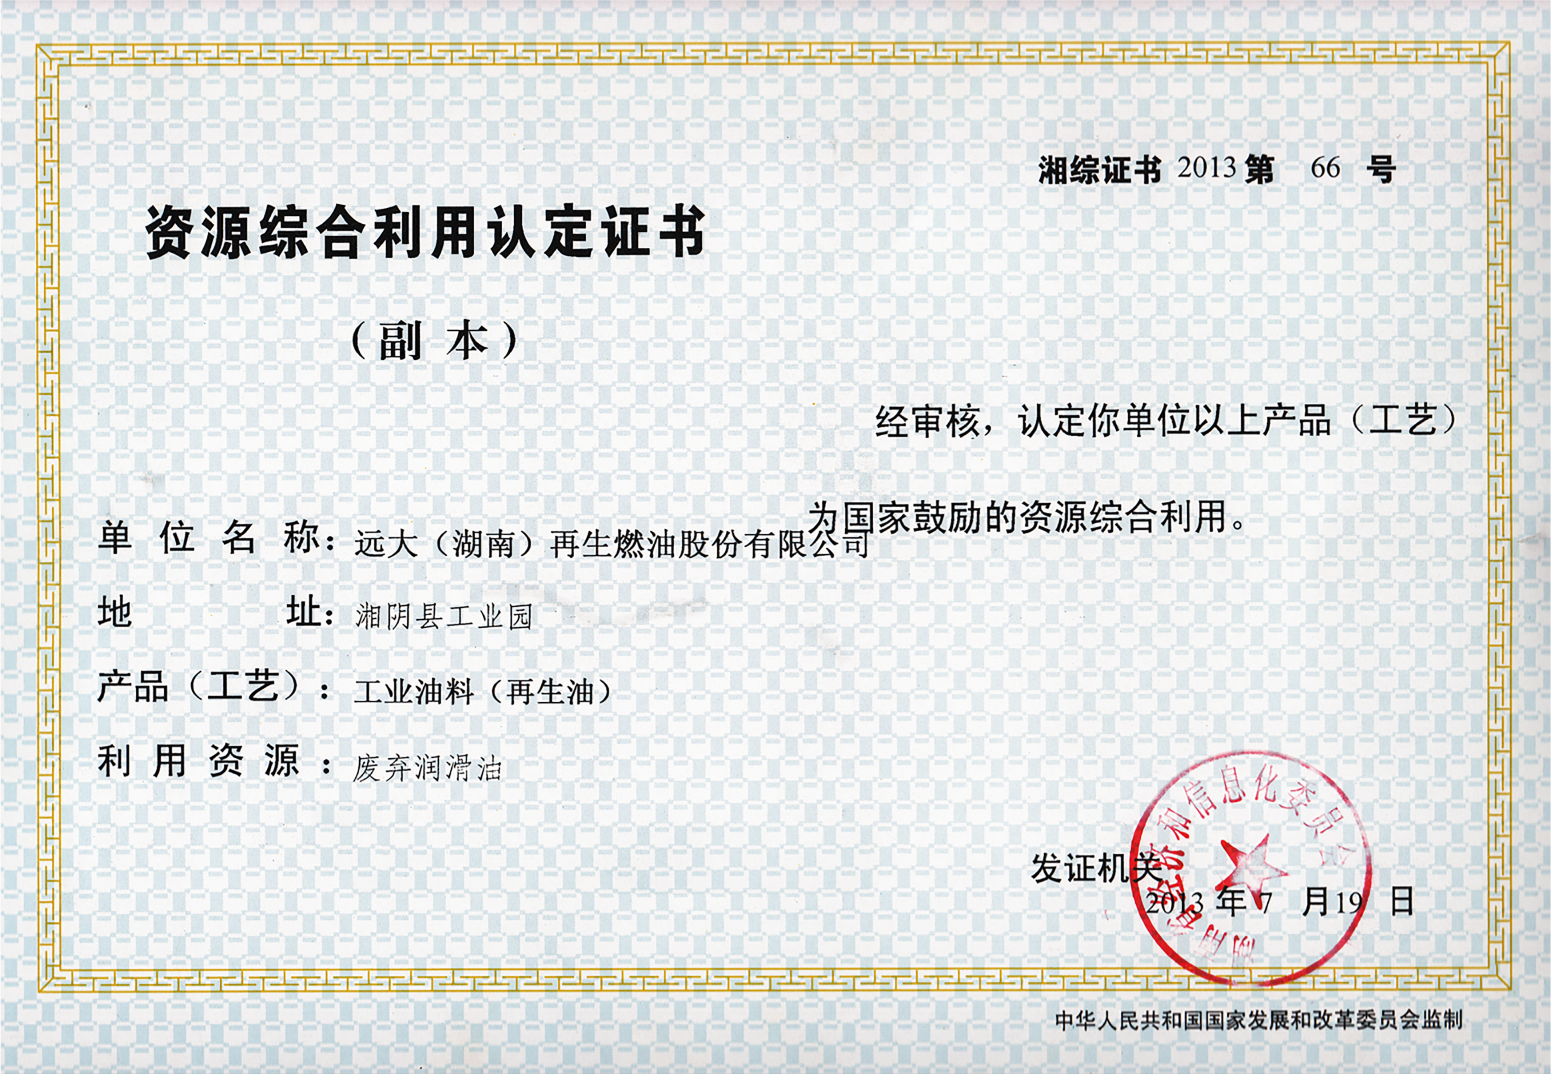 湘综证书 2013 第 66 号
资源综合利用认定证书
（副 本）
经审核，认定你单位以上产品（工艺）
为国家鼓励的资源综合利用。
单 位 名 称：远大（湖南）再生燃油股份有限公司
地 址：湘阴县工业园
产品（工艺）：工业油料（再生油）
利 用 资 源 ：废弃润滑油
湖南省经济和信息化委员会
发证机关
2013 年 7 月 19 日
中华人民共和国国家发展和改革委员会监制